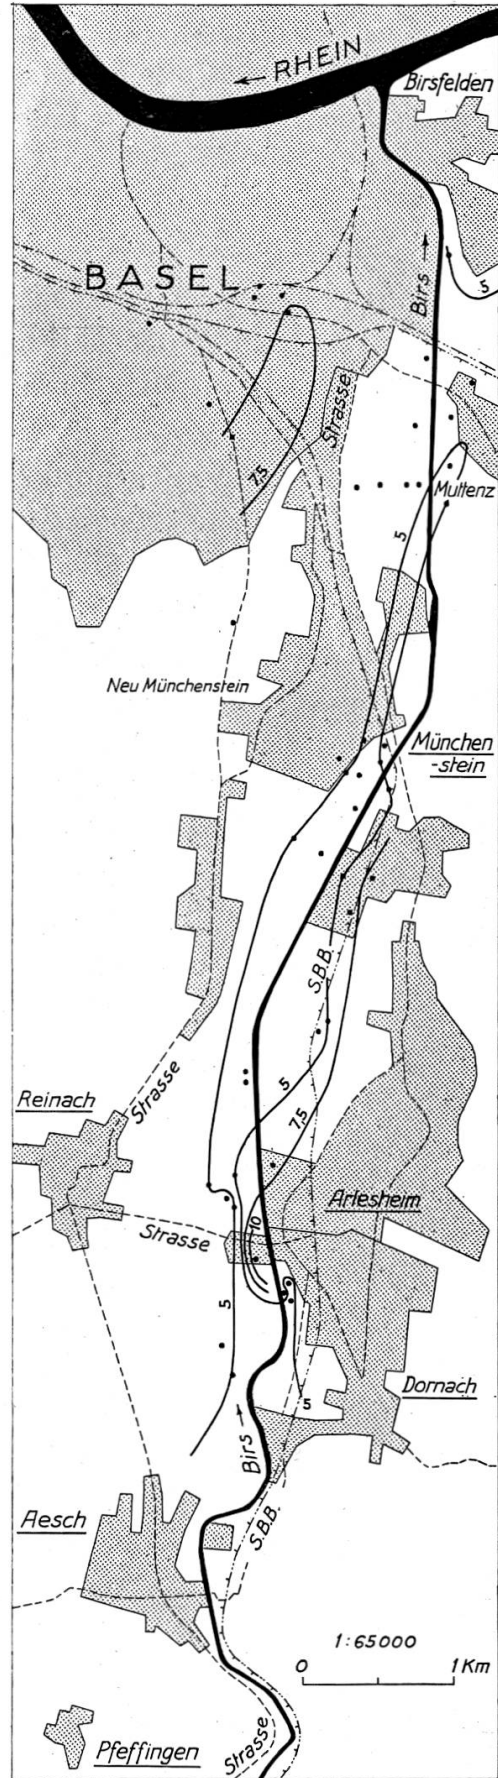 ← RHEIN
Birsfelden
BASEL
Birs →
5
Strasse
7,5
5
Muttenz
Neu Münchenstein
München
-stein
S.B.B.
5
7,5
Strasse
Reinach
Arlesheim
10
Strasse
5
Dornach
5
Birs →
Aesch
S.B.B.
1:65000
0 1 Km
Strasse
Pfeffingen